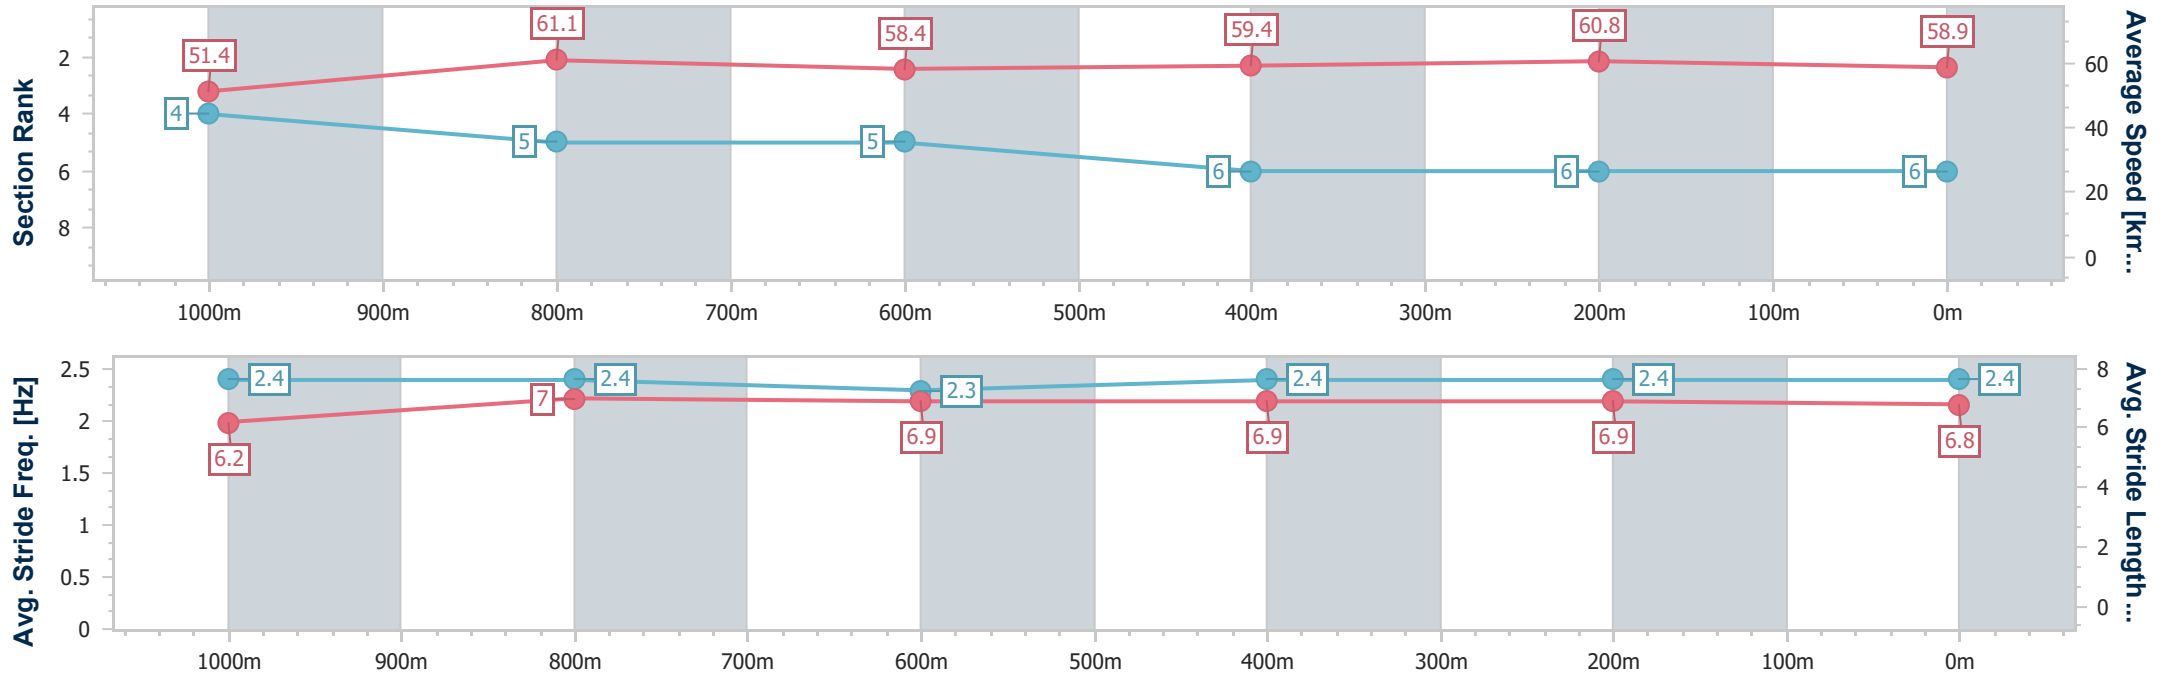 Section Rank
2
4
6
8
51.4
61.1
58.4
59.4
60.8
58.9
4
5
5
6
6
6
60
40
20
0
Average Speed [km...
1000m
900m
800m
700m
600m
500m
400m
300m
200m
100m
0m
Avg. Stride Freq. [Hz]
2.5
2
1.5
1
0.5
0
2.4
2.4
2.3
2.4
2.4
2.4
6.2
7
6.9
6.9
6.9
6.8
8
6
4
2
0
Avg. Stride Length ...
1000m
900m
800m
700m
600m
500m
400m
300m
200m
100m
0m